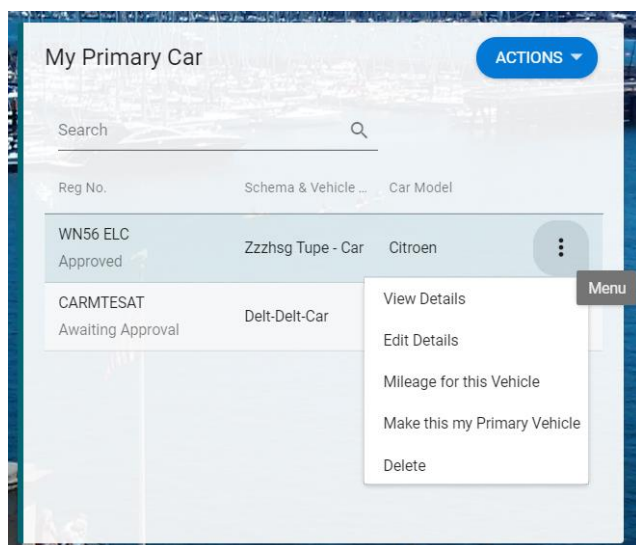 My Primary Car
ACTIONS
Search
Reg No.
Schema & Vehicle ...
Car Model
WN56 ELC
Approved
Zzzhsg Tupe - Car
Citroen
Menu
CARMTESAT
Awaiting Approval
Delt-Delt-Car
View Details
Edit Details
Mileage for this Vehicle
Make this my Primary Vehicle
Delete